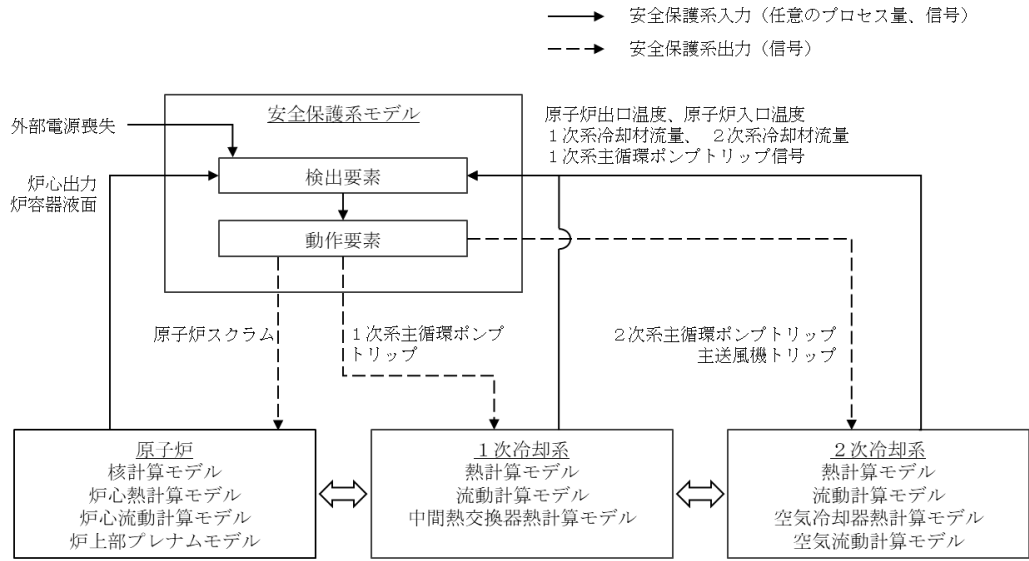 安全保護系入力（任意のプロセス量、信号）
安全保護系出力（信号）
安全保護系モデル
外部電源喪失
原子炉出口温度、原子炉入口温度
１次系冷却材流量、２次系冷却材流量
１次系主循環ポンプトリップ信号
検出要素
炉心出力
炉容器液面
動作要素
原子炉スクラム
１次系主循環ポンプ
トリップ
２次系主循環ポンプトリップ
主送風機トリップ
原子炉
核計算モデル
炉心熱計算モデル
炉心流動計算モデル
炉上部プレナムモデル
１次冷却系
熱計算モデル
流動計算モデル
中間熱交換器熱計算モデル
２次冷却系
熱計算モデル
流動計算モデル
空気冷却器熱計算モデル
空気流動計算モデル